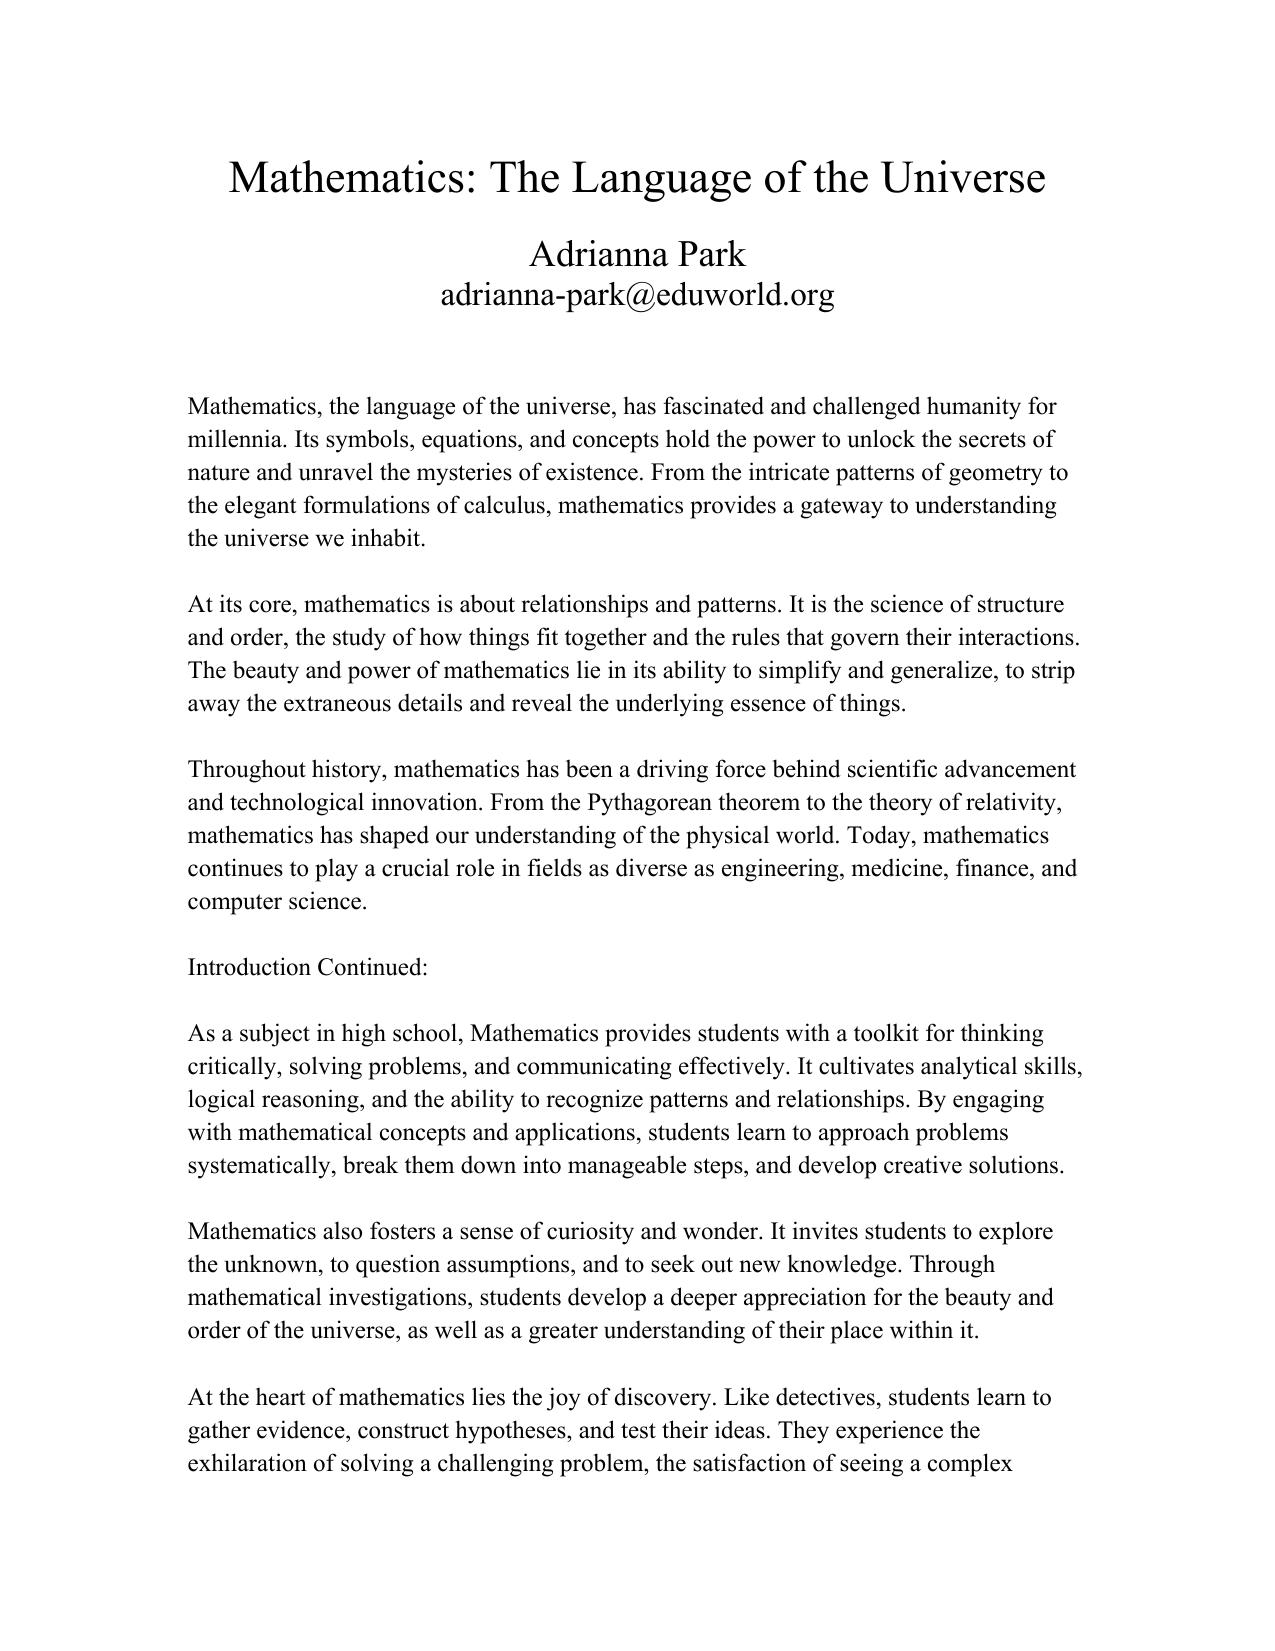 Mathematics: The Language of the Universe
Adrianna Park
adrianna-park@eduworld.org
Mathematics, the language of the universe, has fascinated and challenged humanity for
millennia. Its symbols, equations, and concepts hold the power to unlock the secrets of
nature and unravel the mysteries of existence. From the intricate patterns of geometry to
the elegant formulations of calculus, mathematics provides a gateway to understanding
the universe we inhabit.
At its core, mathematics is about relationships and patterns. It is the science of structure
and order, the study of how things fit together and the rules that govern their interactions.
The beauty and power of mathematics lie in its ability to simplify and generalize, to strip
away the extraneous details and reveal the underlying essence of things.
Throughout history, mathematics has been a driving force behind scientific advancement
and technological innovation. From the Pythagorean theorem to the theory of relativity,
mathematics has shaped our understanding of the physical world. Today, mathematics
continues to play a crucial role in fields as diverse as engineering, medicine, finance, and
computer science.
Introduction Continued:
As a subject in high school, Mathematics provides students with a toolkit for thinking
critically, solving problems, and communicating effectively. It cultivates analytical skills,
logical reasoning, and the ability to recognize patterns and relationships. By engaging
with mathematical concepts and applications, students learn to approach problems
systematically, break them down into manageable steps, and develop creative solutions.
Mathematics also fosters a sense of curiosity and wonder. It invites students to explore
the unknown, to question assumptions, and to seek out new knowledge. Through
mathematical investigations, students develop a deeper appreciation for the beauty and
order of the universe, as well as a greater understanding of their place within it.
At the heart of mathematics lies the joy of discovery. Like detectives, students learn to
gather evidence, construct hypotheses, and test their ideas. They experience the
exhilaration of solving a challenging problem, the satisfaction of seeing a complex